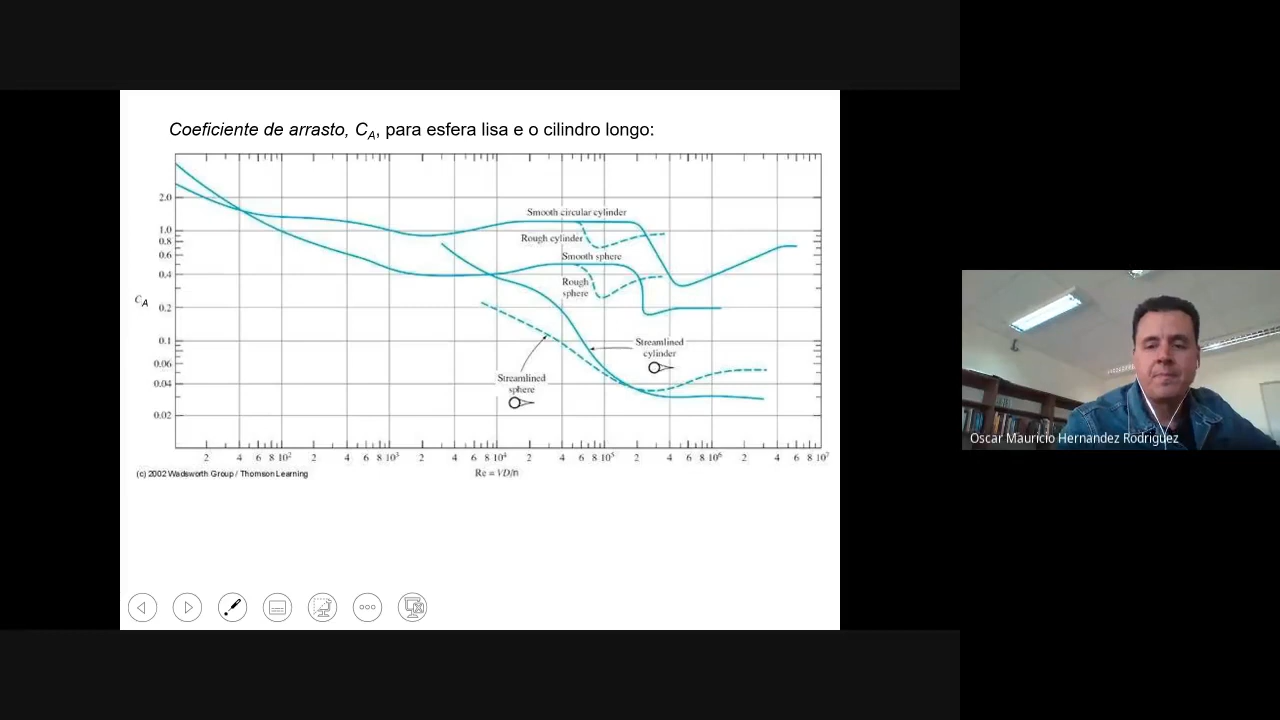 Coeficiente de arrasto, CA, para esfera lisa e o cilindro longo:
2.0
1.0
0.8
0.6
0.4
0.2
0.1
0.06
0.04
0.02
CA
Smooth circular cylinder
Rough cylinder
Smooth sphere
Rough
sphere
Streamlined
cylinder
Streamlined
sphere
2 4 6 8 10² 2 4 6 8 10³ 2 4 6 8 10⁴ 2 4 6 8 10⁵ 2 4 6 8 10⁶ 2 4 6 8 10⁷
(c) 2002 Wadsworth Group / Thomson Learning
Re = VD/n
Oscar Mauricio Hernandez Rodriguez